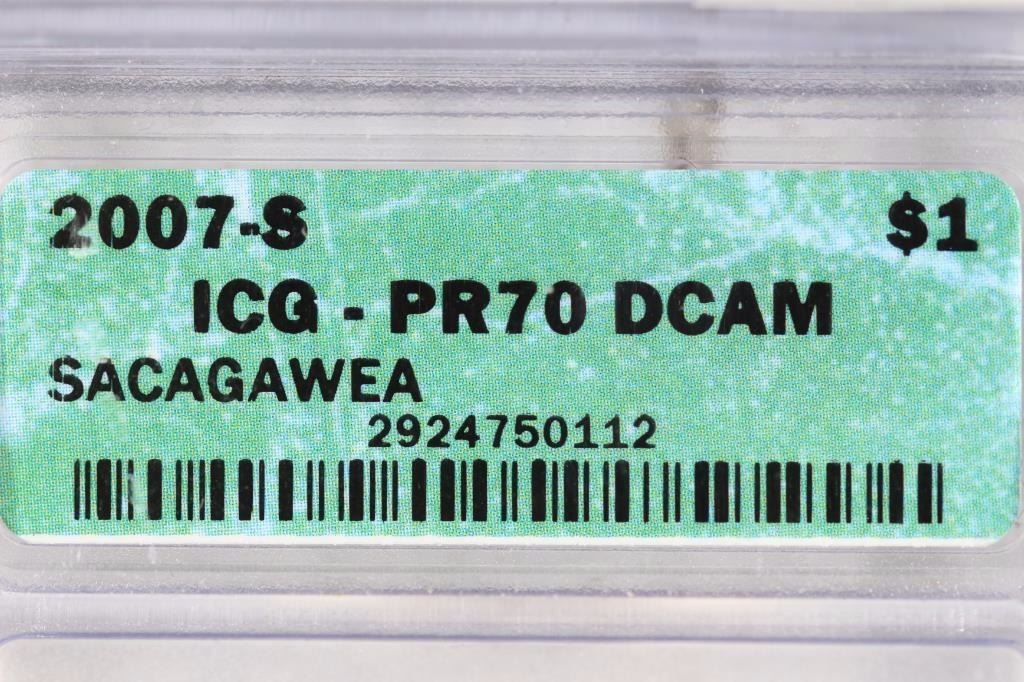 2007-S $1
ICG - PR70 DCAM
SACAGAWEA
2924750112